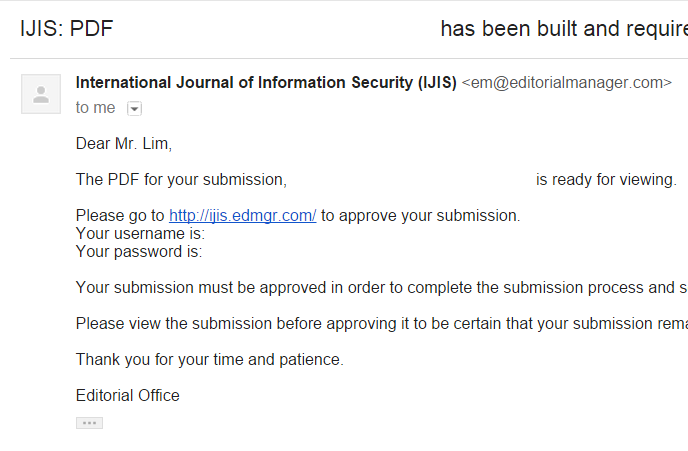 IJIS: PDF has been built and require
International Journal of Information Security (IJIS) <em@editorialmanager.com>
to me
Dear Mr. Lim,
The PDF for your submission, is ready for viewing.
Please go to http://ijis.edmgr.com/ to approve your submission.
Your username is:
Your password is:
Your submission must be approved in order to complete the submission process and s
Please view the submission before approving it to be certain that your submission rema
Thank you for your time and patience.
Editorial Office